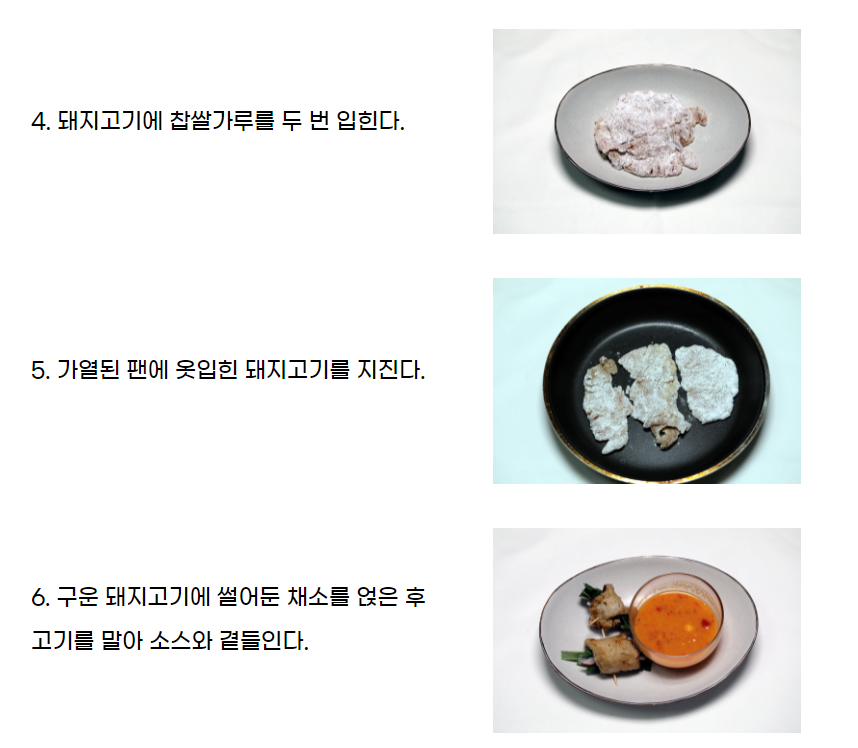 4. 돼지고기에 찹쌀가루를 두 번 입힌다.
5. 가열된 팬에 옷입힌 돼지고기를 지진다.
6. 구운 돼지고기에 썰어둔 채소를 얹은 후
고기를 말아 소스와 곁들인다.